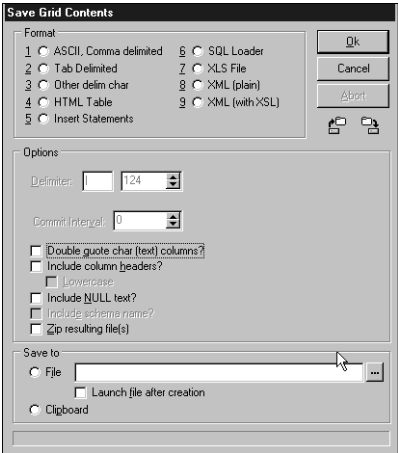 Save Grid Contents
Format
1 ASCII, Comma delimited
2 Tab Delimited
3 Other delim char
4 HTML Table
5 Insert Statements
6 SQL Loader
7 XLS File
8 XML (plain)
9 XML (with XSL)
Ok
Cancel
Abort
Options
Delimiter: | 124
Commit Interval: 0
Double quote char (text) columns?
Include column headers?
Lowercase
Include NULL text?
Include schema name?
Zip resulting file(s)
Save to
File ...
Launch file after creation
Clipboard